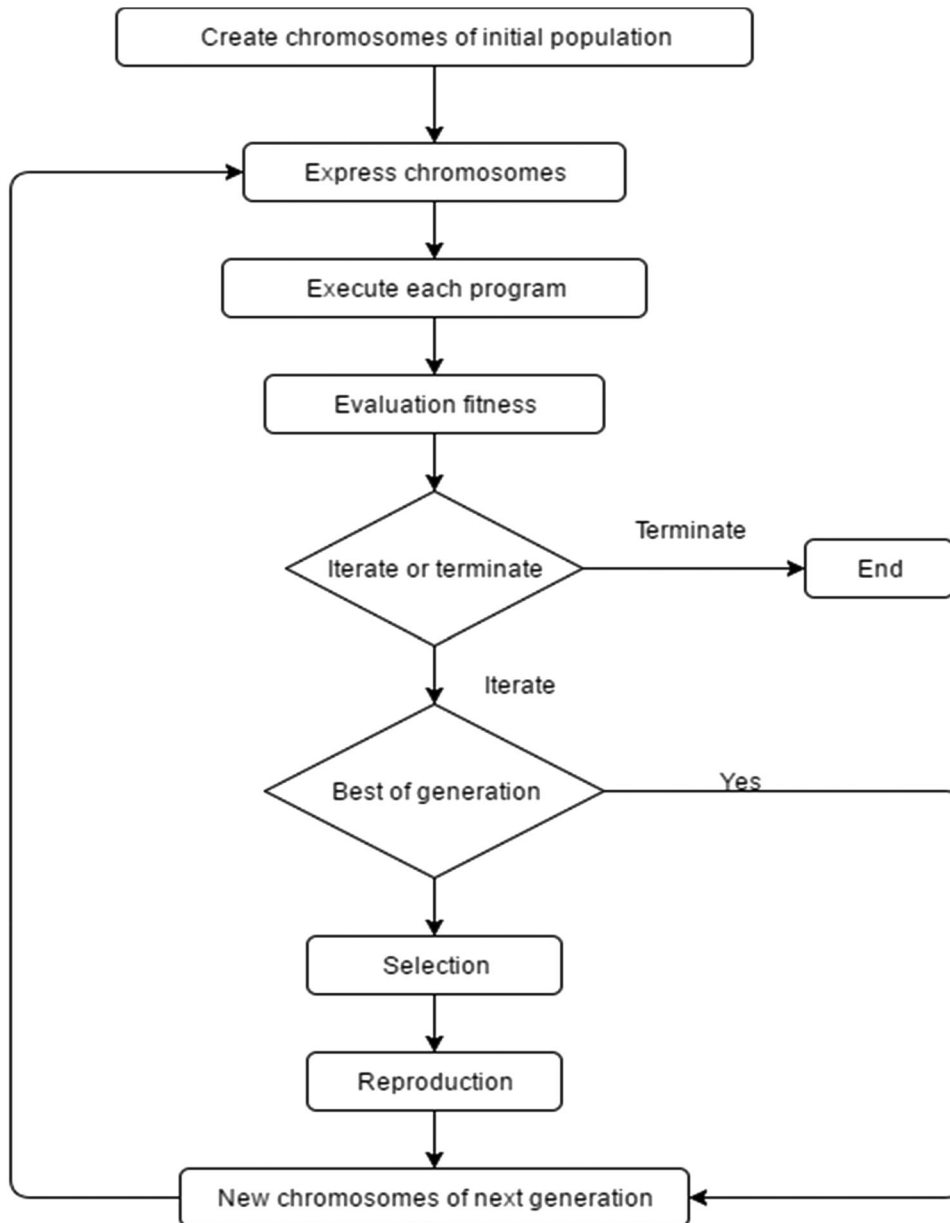 Create chromosomes of initial population
Express chromosomes
Execute each program
Evaluation fitness
Iterate or terminate
Terminate
End
Iterate
Best of generation
Yes
Selection
Reproduction
New chromosomes of next generation